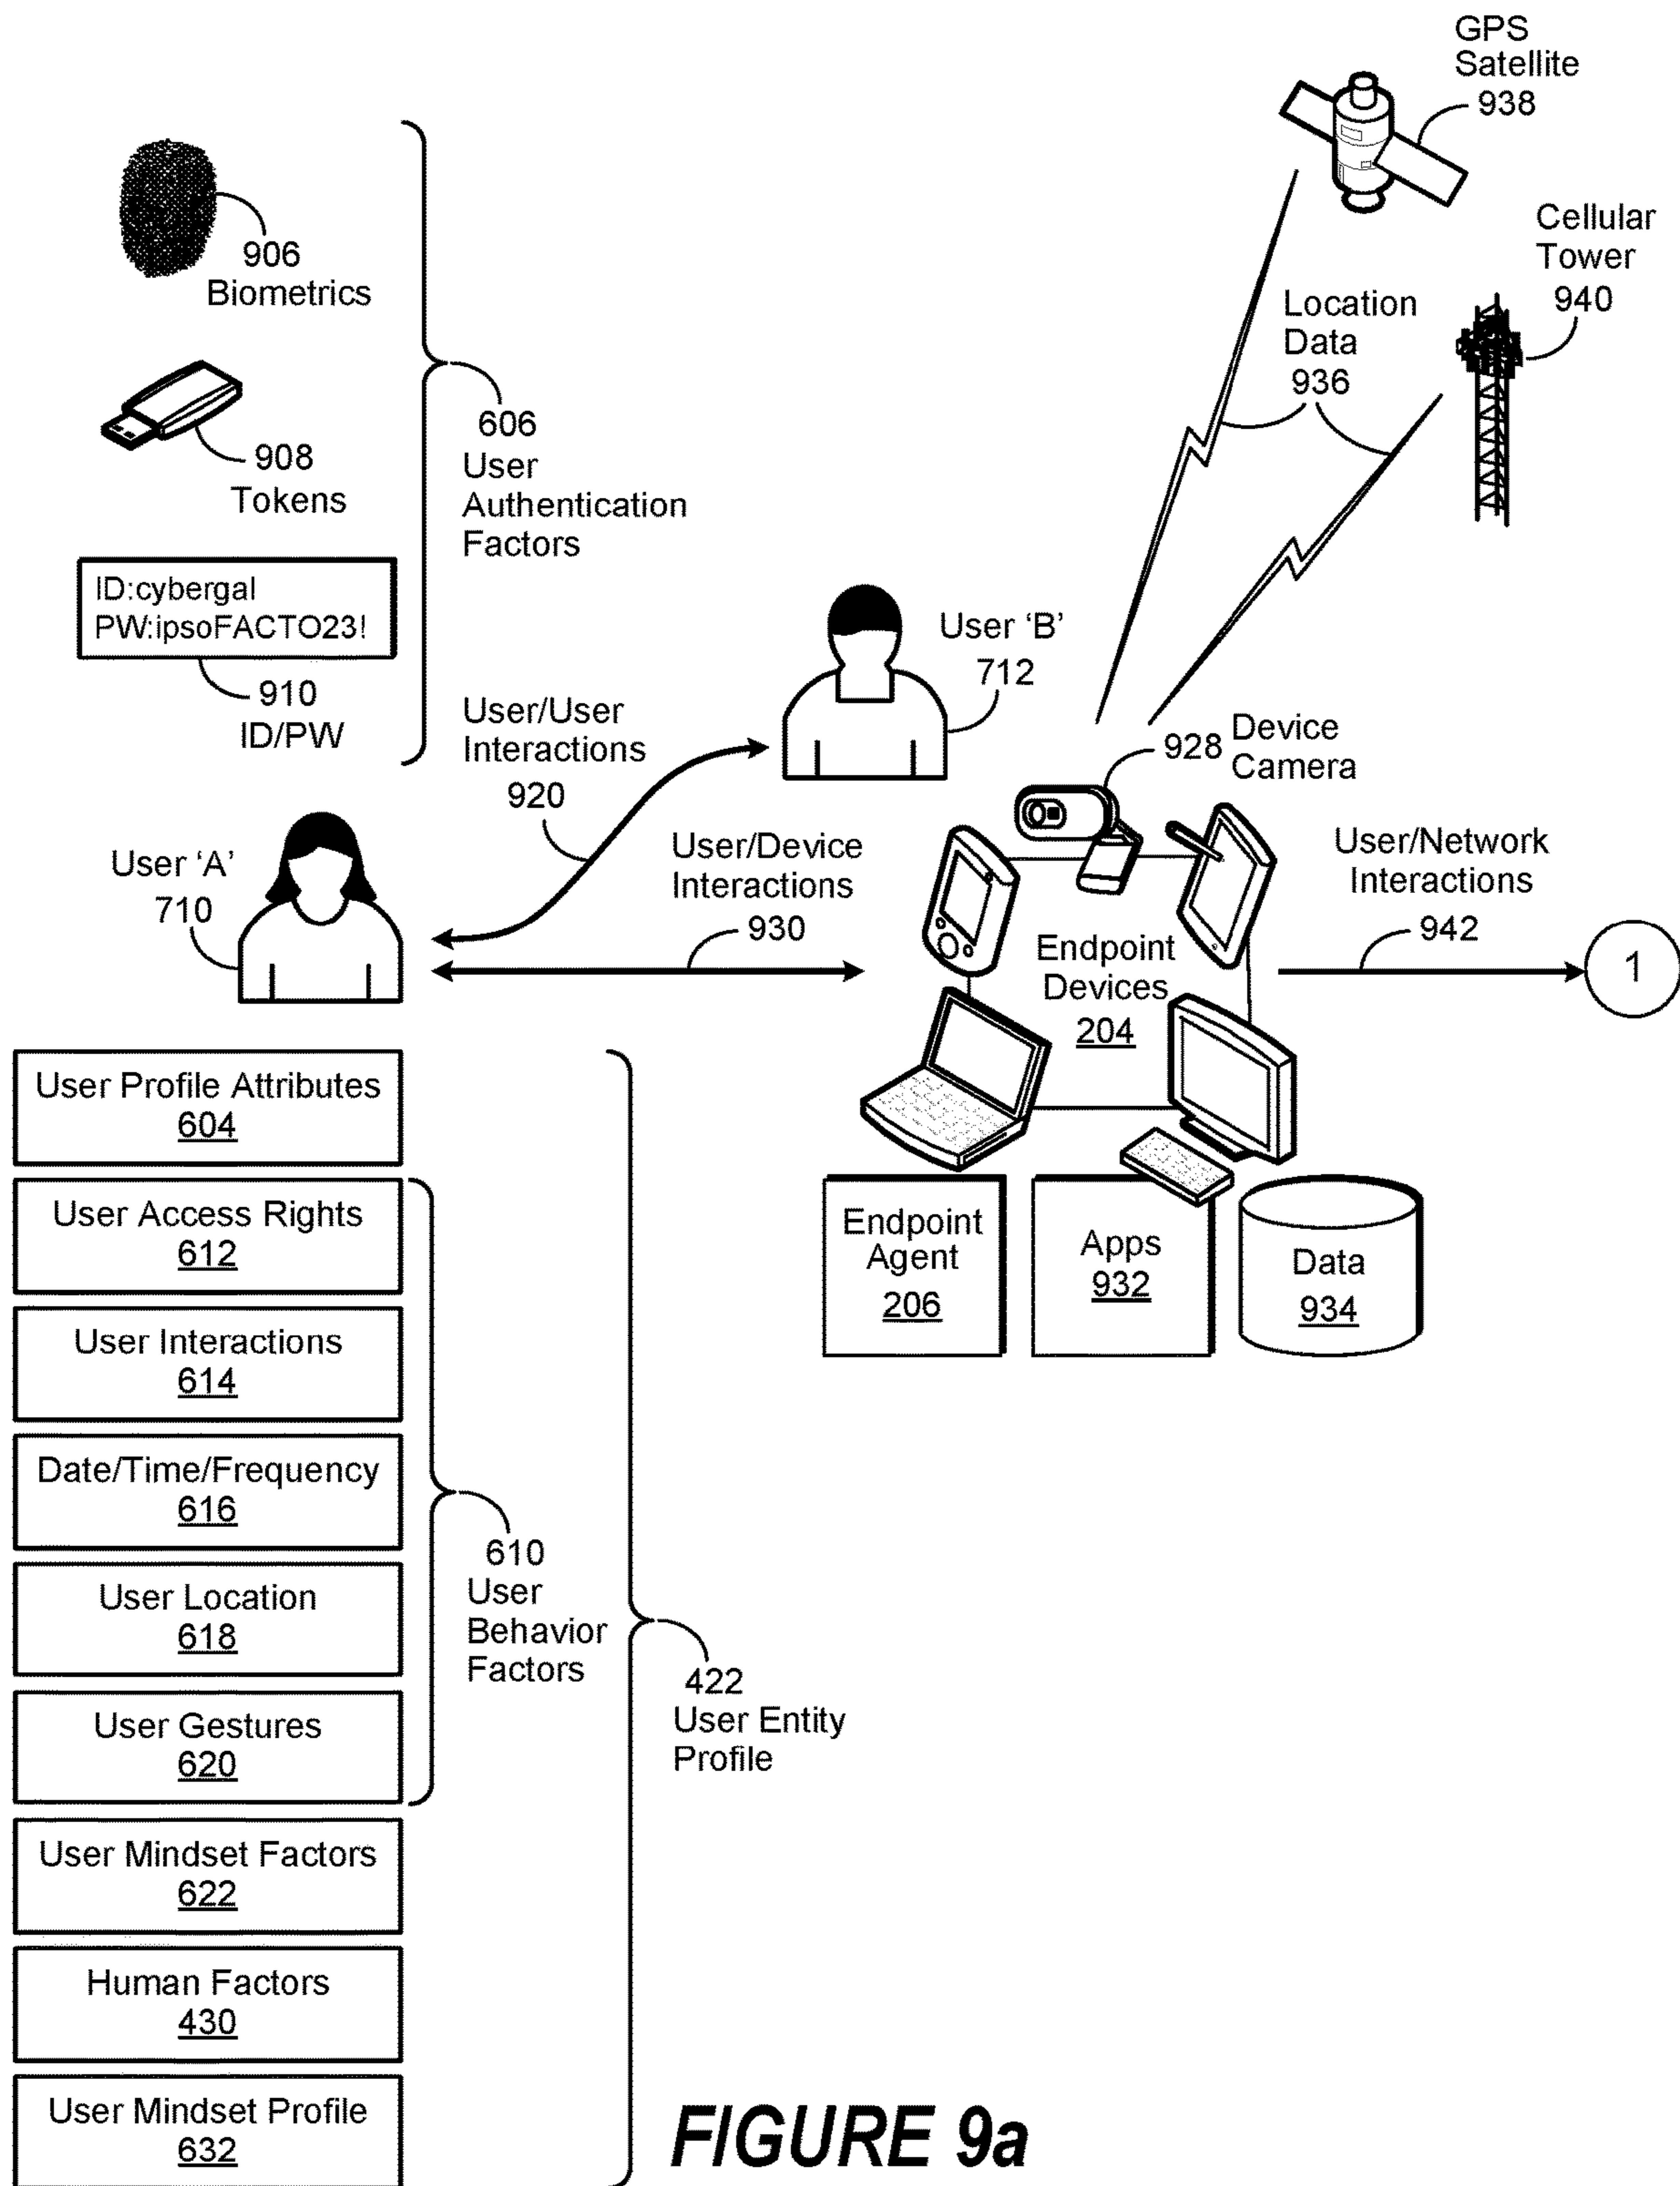 GPS
Satellite
938
Cellular
Tower
940
Location
Data
936
906
Biometrics
908
Tokens
ID:cybergal
PW:ipsoFACTO23!
910
ID/PW
606
User
Authentication
Factors
User 'B'
712
User/User
Interactions
920
928
Device
Camera
User 'A'
710
User/Device
Interactions
930
User/Network
Interactions
942
1
Endpoint
Devices
204
Endpoint
Agent
206
Apps
932
Data
934
User Profile Attributes
604
User Access Rights
612
User Interactions
614
Date/Time/Frequency
616
User Location
618
User Gestures
620
610
User
Behavior
Factors
User Mindset Factors
622
Human Factors
430
User Mindset Profile
632
422
User Entity
Profile
FIGURE 9a